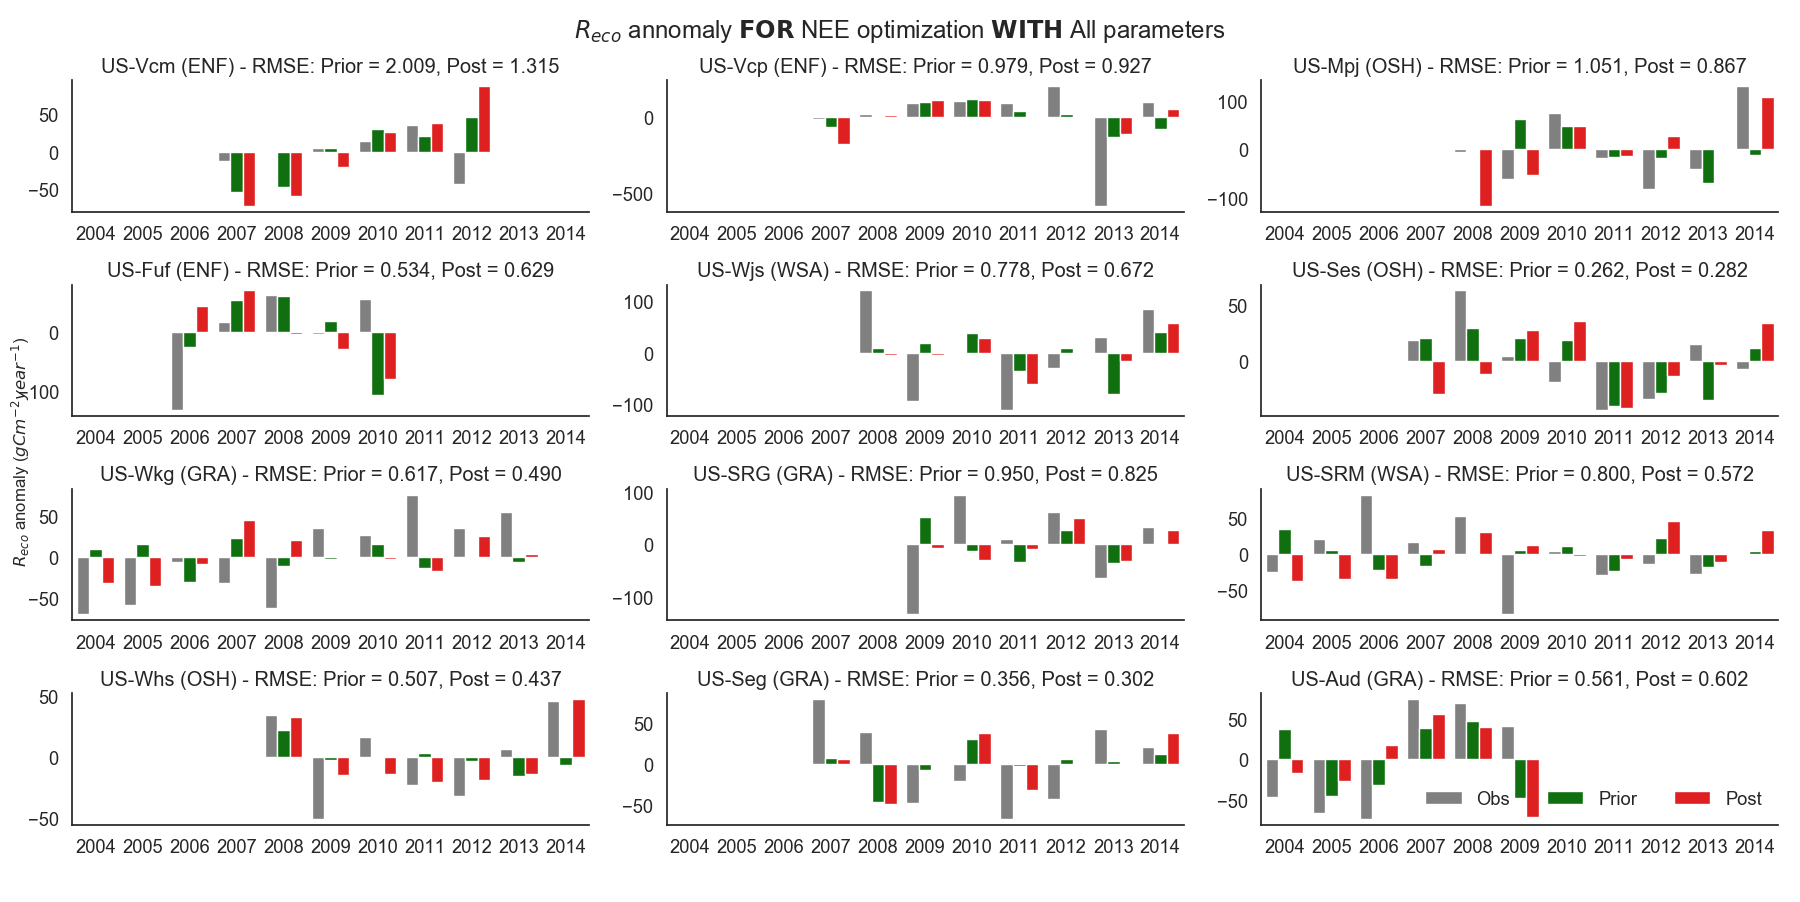 R_eco annomaly FOR NEE optimization WITH All parameters
US-Vcm (ENF) - RMSE: Prior = 2.009, Post = 1.315
50
0
−50
2004 2005 2006 2007 2008 2009 2010 2011 2012 2013 2014
US-Vcp (ENF) - RMSE: Prior = 0.979, Post = 0.927
0
−500
2004 2005 2006 2007 2008 2009 2010 2011 2012 2013 2014
US-Mpj (OSH) - RMSE: Prior = 1.051, Post = 0.867
100
0
−100
2004 2005 2006 2007 2008 2009 2010 2011 2012 2013 2014
R_eco anomaly (gCm^−2 year^−1)
US-Fuf (ENF) - RMSE: Prior = 0.534, Post = 0.629
0
100
2004 2005 2006 2007 2008 2009 2010 2011 2012 2013 2014
US-Wjs (WSA) - RMSE: Prior = 0.778, Post = 0.672
100
0
−100
2004 2005 2006 2007 2008 2009 2010 2011 2012 2013 2014
US-Ses (OSH) - RMSE: Prior = 0.262, Post = 0.282
50
0
2004 2005 2006 2007 2008 2009 2010 2011 2012 2013 2014
US-Wkg (GRA) - RMSE: Prior = 0.617, Post = 0.490
50
0
−50
2004 2005 2006 2007 2008 2009 2010 2011 2012 2013 2014
US-SRG (GRA) - RMSE: Prior = 0.950, Post = 0.825
100
0
−100
2004 2005 2006 2007 2008 2009 2010 2011 2012 2013 2014
US-SRM (WSA) - RMSE: Prior = 0.800, Post = 0.572
50
0
−50
2004 2005 2006 2007 2008 2009 2010 2011 2012 2013 2014
US-Whs (OSH) - RMSE: Prior = 0.507, Post = 0.437
50
0
−50
2004 2005 2006 2007 2008 2009 2010 2011 2012 2013 2014
US-Seg (GRA) - RMSE: Prior = 0.356, Post = 0.302
50
0
−50
2004 2005 2006 2007 2008 2009 2010 2011 2012 2013 2014
US-Aud (GRA) - RMSE: Prior = 0.561, Post = 0.602
50
0
−50
Obs Prior Post
2004 2005 2006 2007 2008 2009 2010 2011 2012 2013 2014